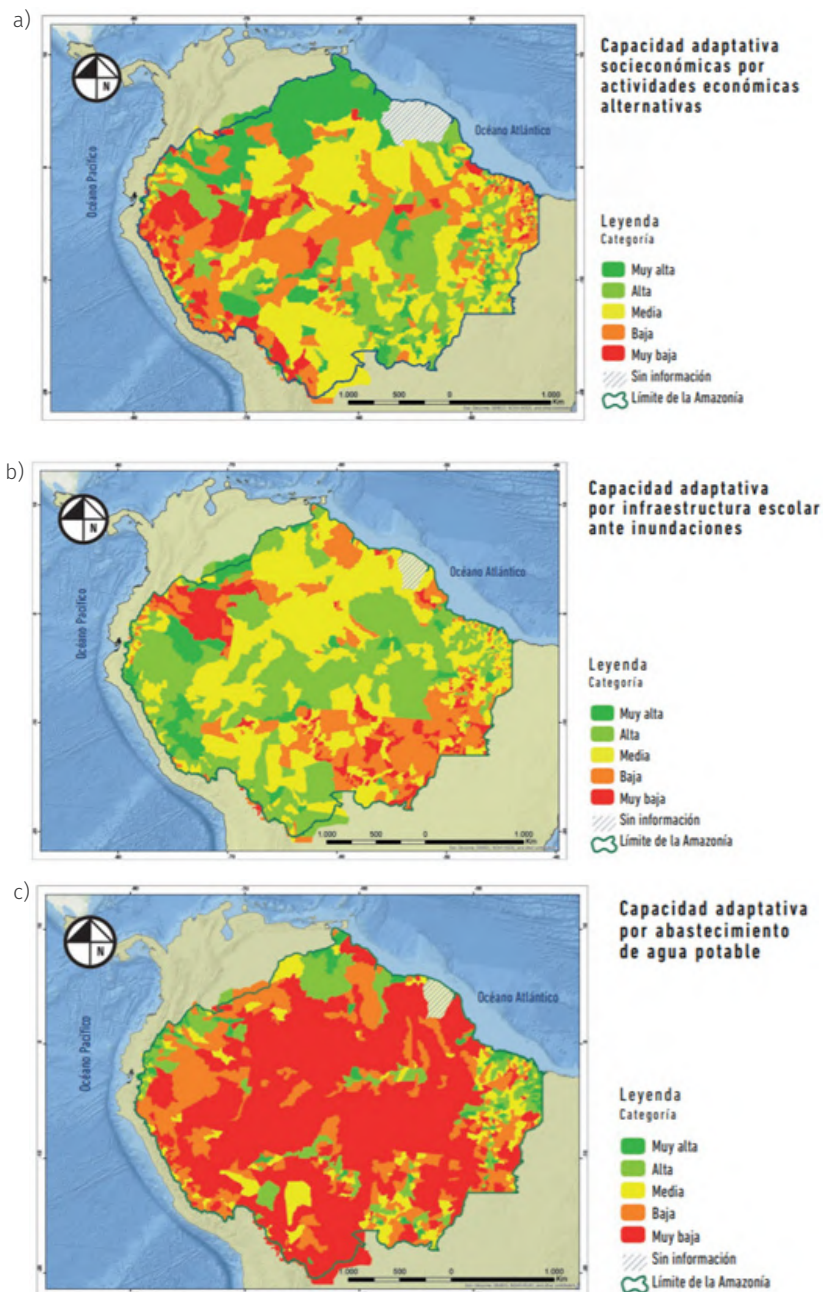 a)
Capacidad adaptativa
socieconómicas por
actividades económicas
alternativas
N
Océano Atlántico
Océano Pacífico
Leyenda
Categoría
Muy alta
Alta
Media
Baja
Muy baja
Sin información
Límite de la Amazonía
1.000 500 0 1.000
Km
b)
Capacidad adaptativa
por infraestructura escolar
ante inundaciones
N
Océano Atlántico
Océano Pacífico
Leyenda
Categoría
Muy alta
Alta
Media
Baja
Muy baja
Sin información
Límite de la Amazonía
1.000 500 0 1.000
Km
c)
Capacidad adaptativa
por abastecimiento
de agua potable
N
Océano Atlántico
Océano Pacífico
Leyenda
Categoría
Muy alta
Alta
Media
Baja
Muy baja
Sin información
Límite de la Amazonía
1.000 500 0 1.000
Km